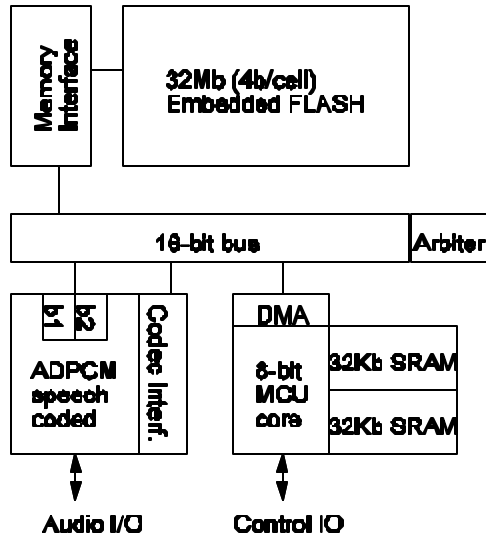 Memory
Interface
32Mb (4b/cell)
Embedded FLASH
16-bit bus
Arbiter
b1
b2
ADPCM
speech
coded
Codec Interf.
DMA
8-bit
MCU
core
32Kb SRAM
32Kb SRAM
Audio I/O
Control IO